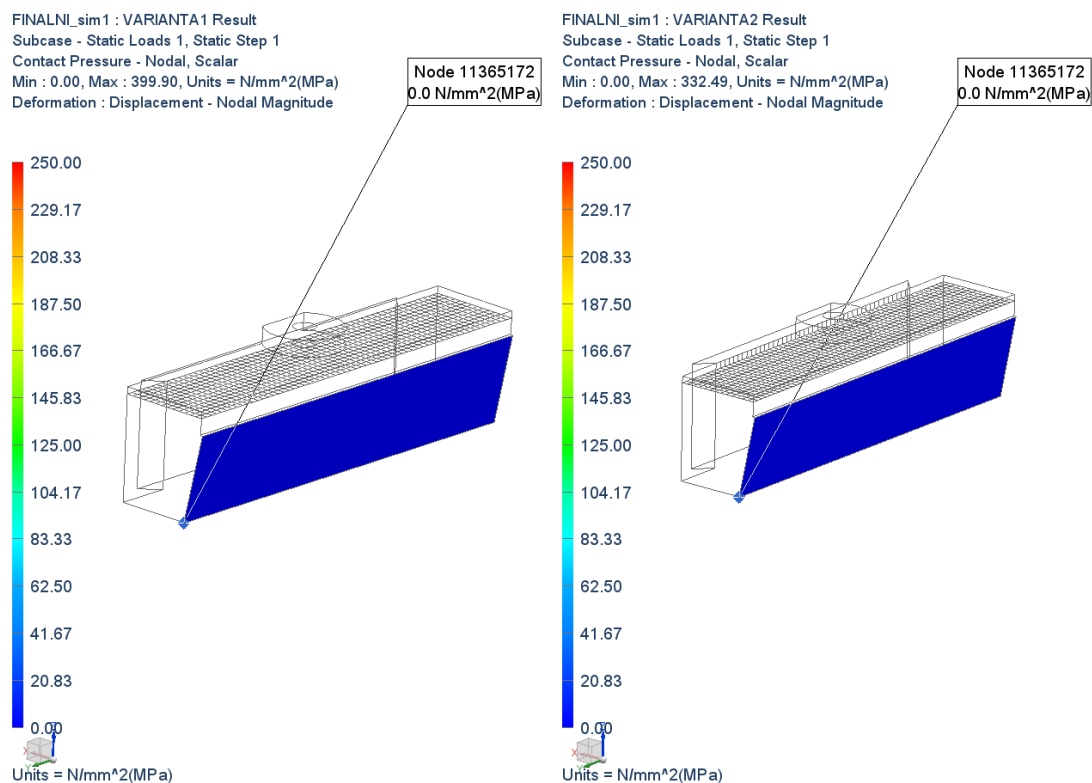 FINALNI_sim1 : VARIANTA1 Result
Subcase - Static Loads 1, Static Step 1
Contact Pressure - Nodal, Scalar
Min : 0.00, Max : 399.90, Units = N/mm^2(MPa)
Deformation : Displacement - Nodal Magnitude
Node 11365172
0.0 N/mm^2(MPa)
250.00
229.17
208.33
187.50
166.67
145.83
125.00
104.17
83.33
62.50
41.67
20.83
0.00
X
Y
Z
Units = N/mm^2(MPa)
FINALNI_sim1 : VARIANTA2 Result
Subcase - Static Loads 1, Static Step 1
Contact Pressure - Nodal, Scalar
Min : 0.00, Max : 332.49, Units = N/mm^2(MPa)
Deformation : Displacement - Nodal Magnitude
Node 11365172
0.0 N/mm^2(MPa)
250.00
229.17
208.33
187.50
166.67
145.83
125.00
104.17
83.33
62.50
41.67
20.83
0.00
X
Y
Z
Units = N/mm^2(MPa)